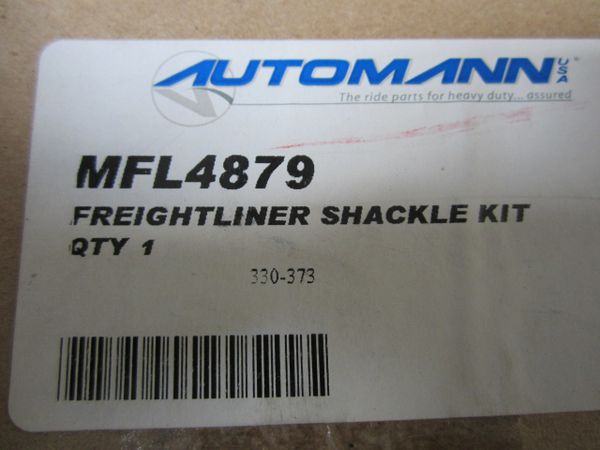 AUTOMANN USA
The ride parts for heavy duty... assured
MFL4879
FREIGHTLINER SHACKLE KIT
QTY 1
330-373